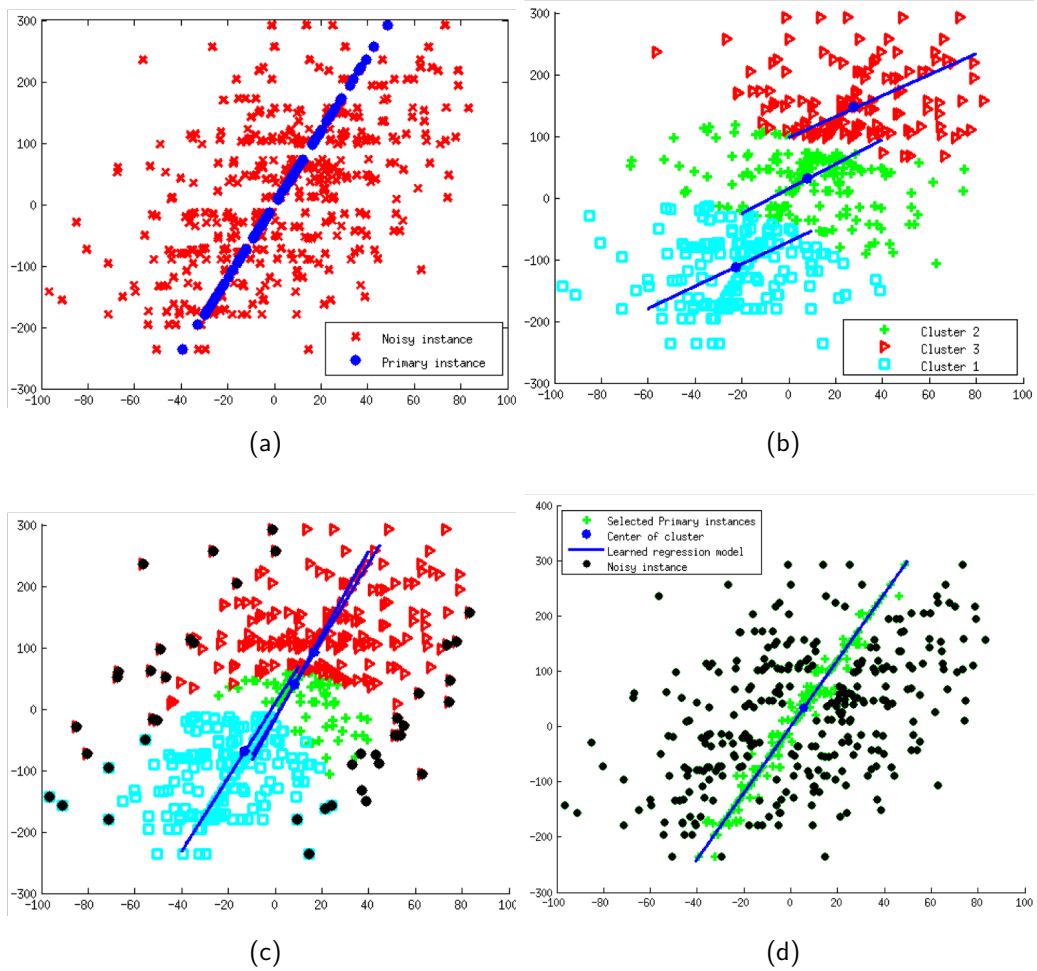 300
200
100
0
-100
-200
-300
-100 -80 -60 -40 -20 0 20 40 60 80 100
Noisy instance
Primary instance
(a)
300
200
100
0
-100
-200
-300
-100 -80 -60 -40 -20 0 20 40 60 80 100
Cluster 2
Cluster 3
Cluster 1
(b)
300
200
100
0
-100
-200
-300
-100 -80 -60 -40 -20 0 20 40 60 80 100
(c)
400
300
200
100
0
-100
-200
-300
-100 -80 -60 -40 -20 0 20 40 60 80 100
Selected Primary instances
Center of cluster
Learned regression model
Noisy instance
(d)